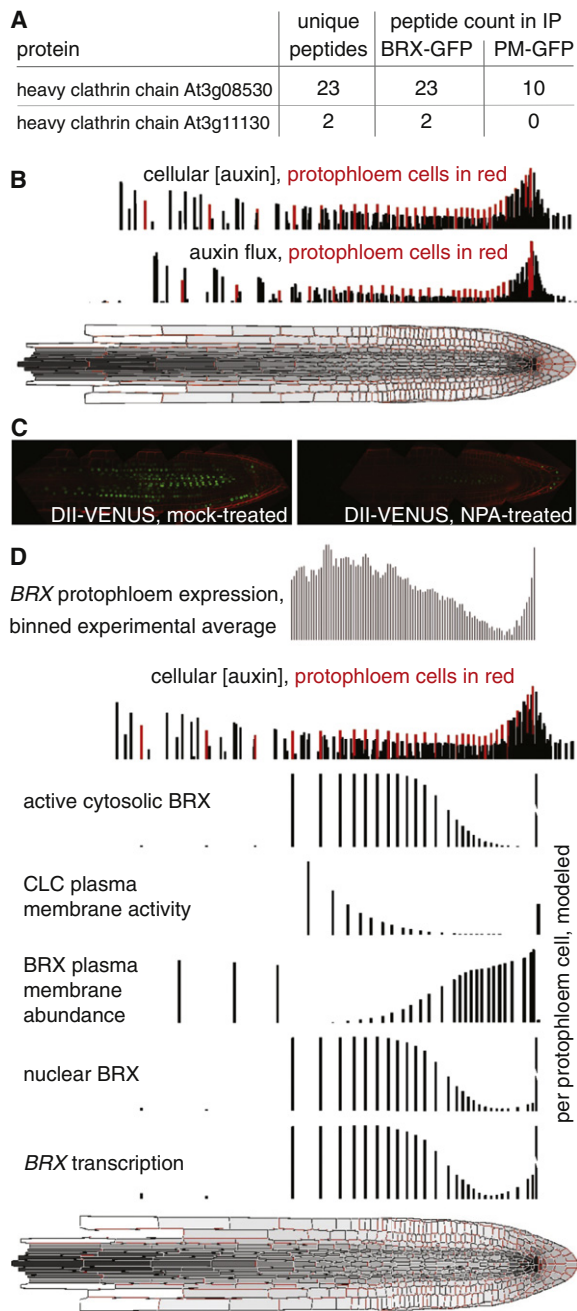 A
unique peptide count in IP
protein peptides BRX-GFP PM-GFP
heavy clathrin chain At3g08530 23 23 10
heavy clathrin chain At3g11130 2 2 0
B
cellular [auxin], protophloem cells in red
auxin flux, protophloem cells in red
C
DII-VENUS, mock-treated
DII-VENUS, NPA-treated
D
BRX protophloem expression,
binned experimental average
cellular [auxin], protophloem cells in red
active cytosolic BRX
CLC plasma
membrane activity
BRX plasma
membrane
abundance
nuclear BRX
BRX transcription
per protophloem cell, modeled